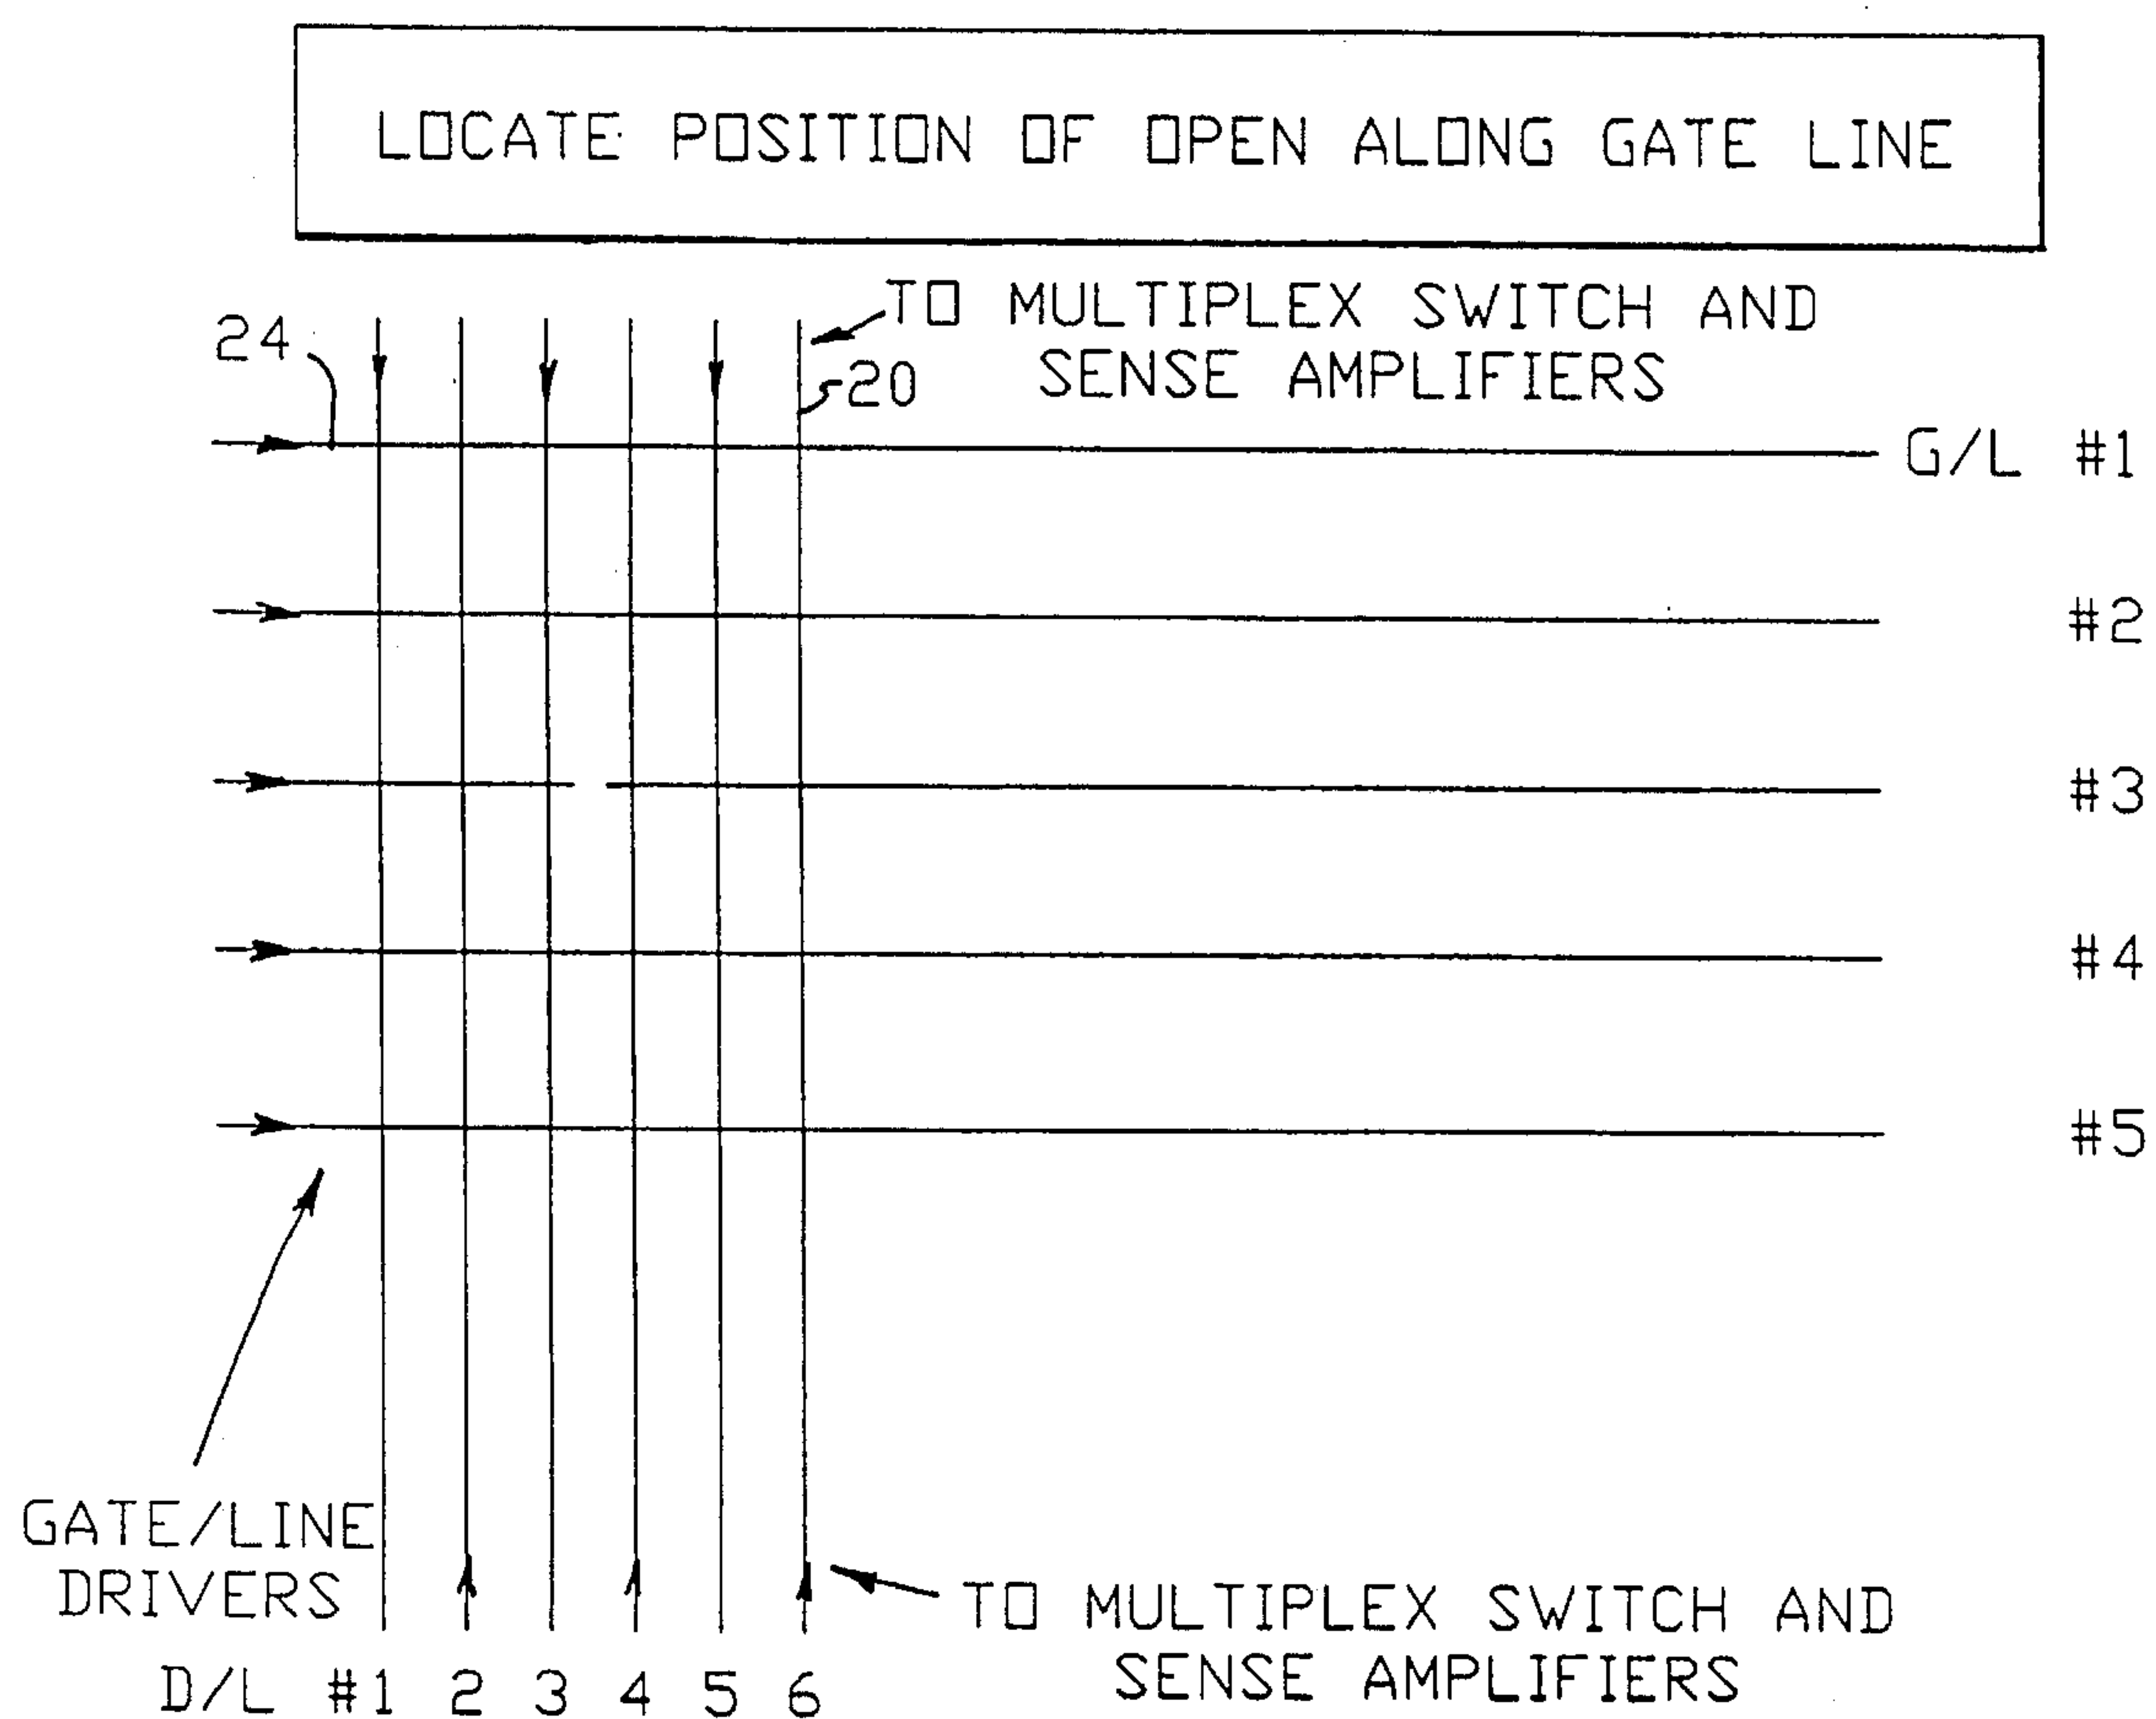 LOCATE POSITION OF OPEN ALONG GATE LINE
TO MULTIPLEX SWITCH AND
SENSE AMPLIFIERS
24
20
G/L #1
#2
#3
#4
#5
GATE/LINE
DRIVERS
TO MULTIPLEX SWITCH AND
SENSE AMPLIFIERS
D/L #1 2 3 4 5 6